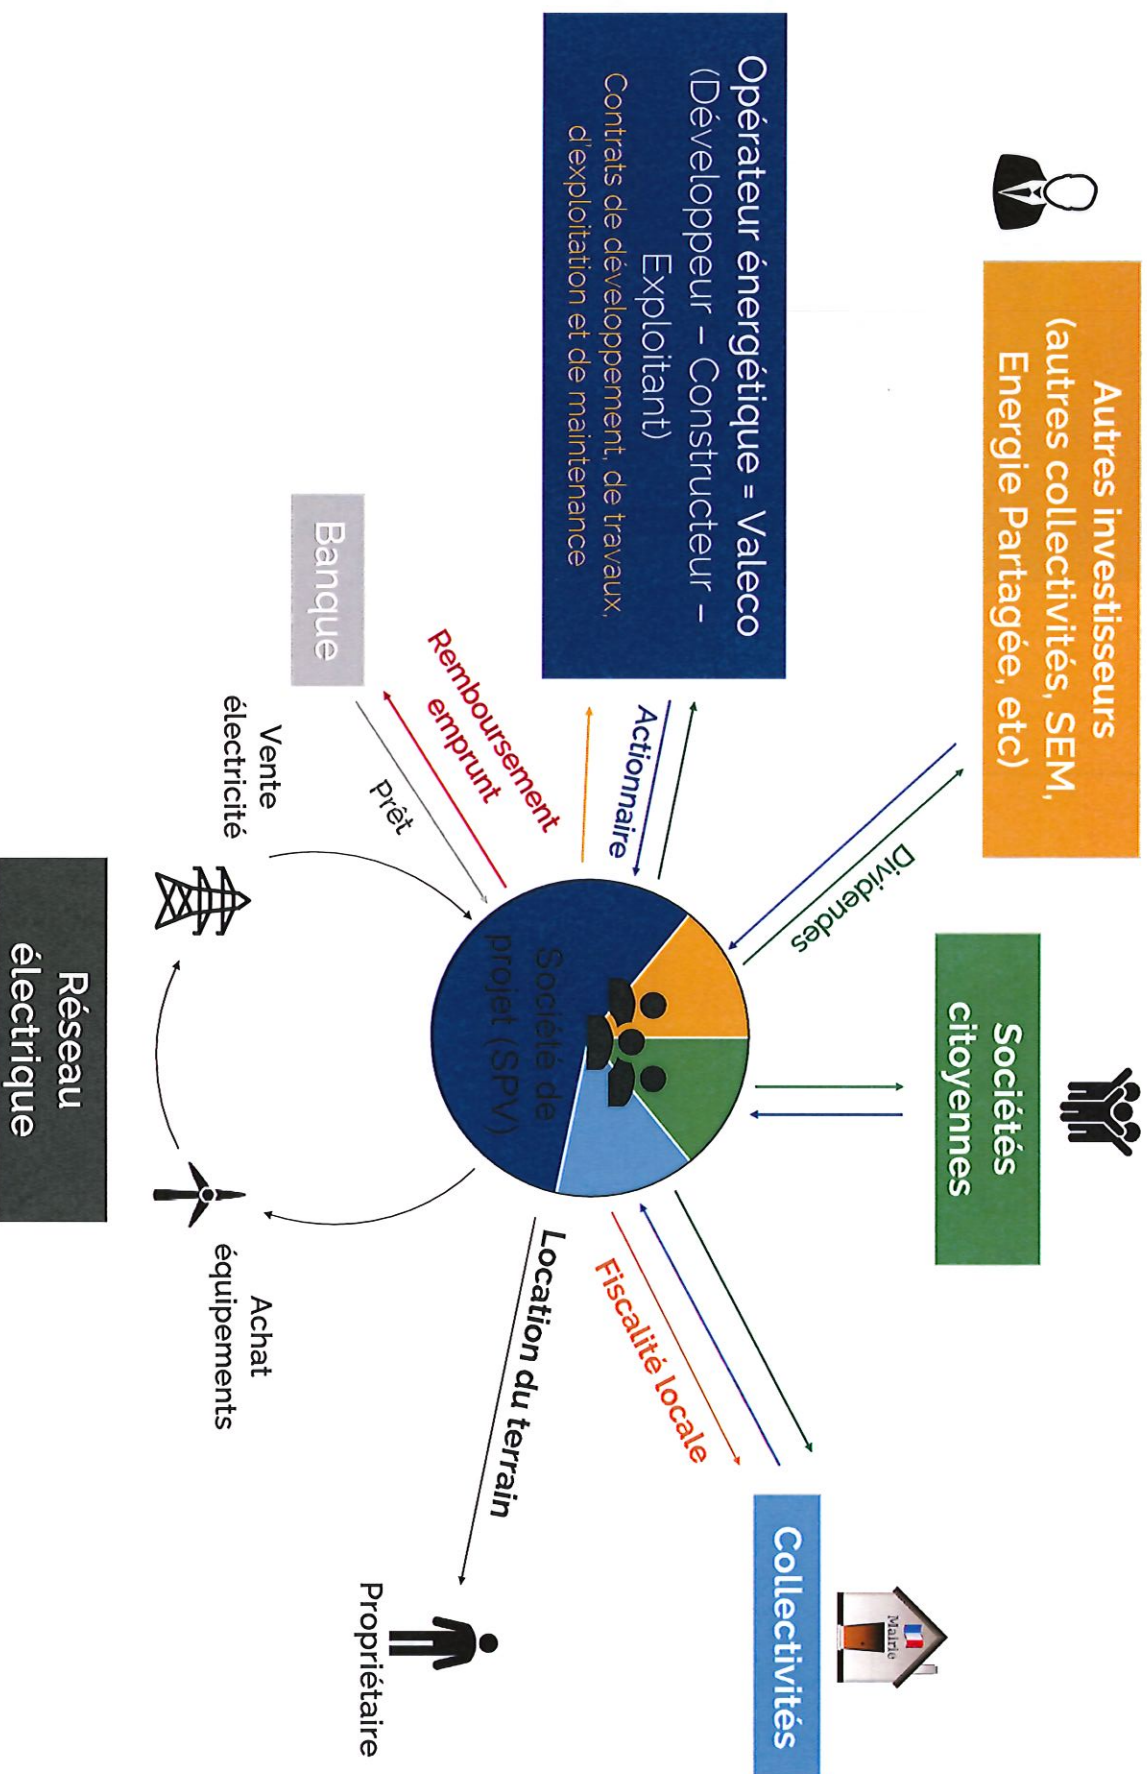 Autres investisseurs
(autres collectivités, SEM,
Energie Partagée, etc)
Sociétés
citoyennes
Mairie
Collectivités
Opérateur énergétique = Valeco
(Développeur – Constructeur –
Exploitant)
Contrats de développement, de travaux,
d'exploitation et de maintenance
Dividendes
Actionnaire
Fiscalité locale
Société de
projet (SPV)
Remboursement
emprunt
Prêt
Banque
Location du terrain
Propriétaire
Vente
électricité
Achat
équipements
Réseau
électrique